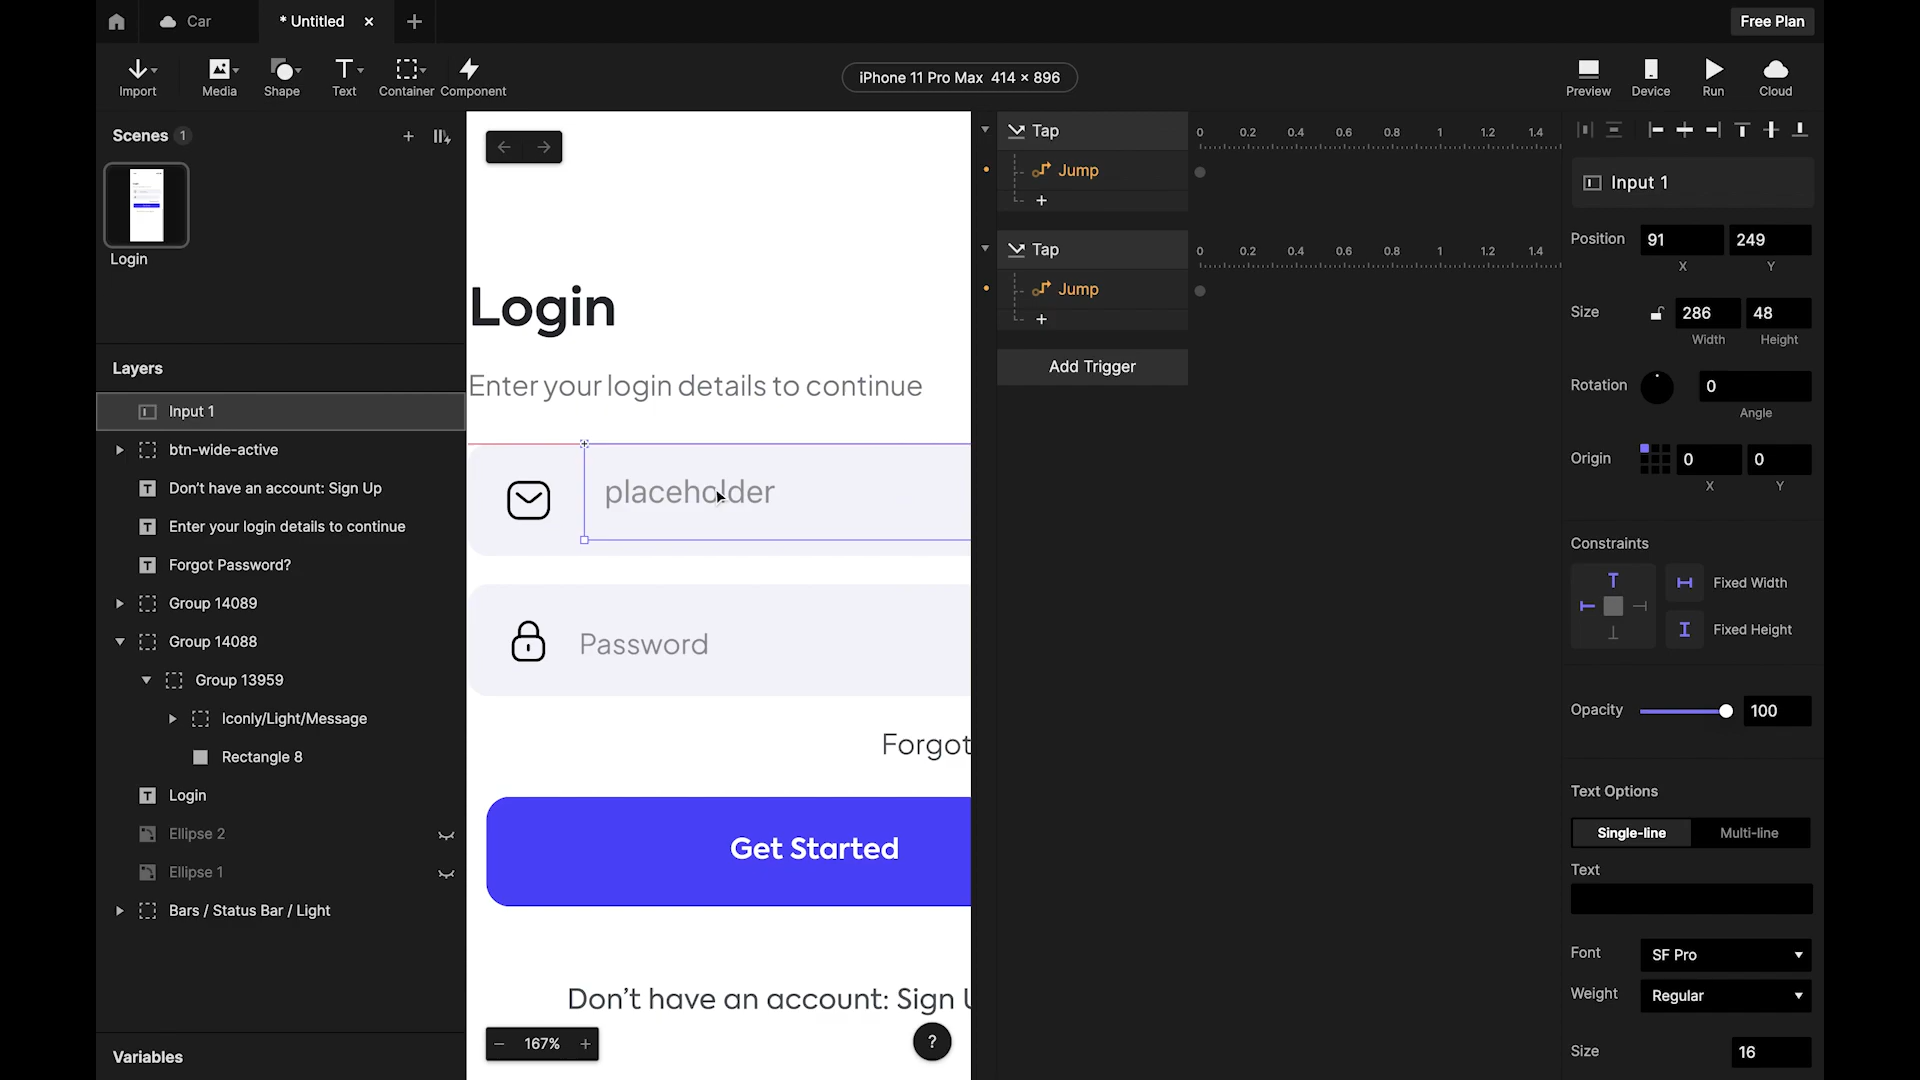 Car
* Untitled
Free Plan
Import
Media
Shape
Text
Container
Component
iPhone 11 Pro Max 414 × 896
Preview
Device
Run
Cloud
Scenes 1
Login
Layers
Input 1
btn-wide-active
Don't have an account: Sign Up
Enter your login details to continue
Forgot Password?
Group 14089
Group 14088
Group 13959
Iconly/Light/Message
Rectangle 8
Login
Ellipse 2
Ellipse 1
Bars / Status Bar / Light
Variables
Login
Enter your login details to continue
placeholder
Password
Forgot
Get Started
Don't have an account: Sign U
167%
?
Tap
0 0.2 0.4 0.6 0.8 1 1.2 1.4
Jump
Tap
0 0.2 0.4 0.6 0.8 1 1.2 1.4
Jump
Add Trigger
Input 1
Position 91 249
X Y
Size 286 48
Width Height
Rotation 0
Angle
Origin 0 0
X Y
Constraints
Fixed Width
Fixed Height
Opacity 100
Text Options
Single-line Multi-line
Text
Font SF Pro
Weight Regular
Size 16